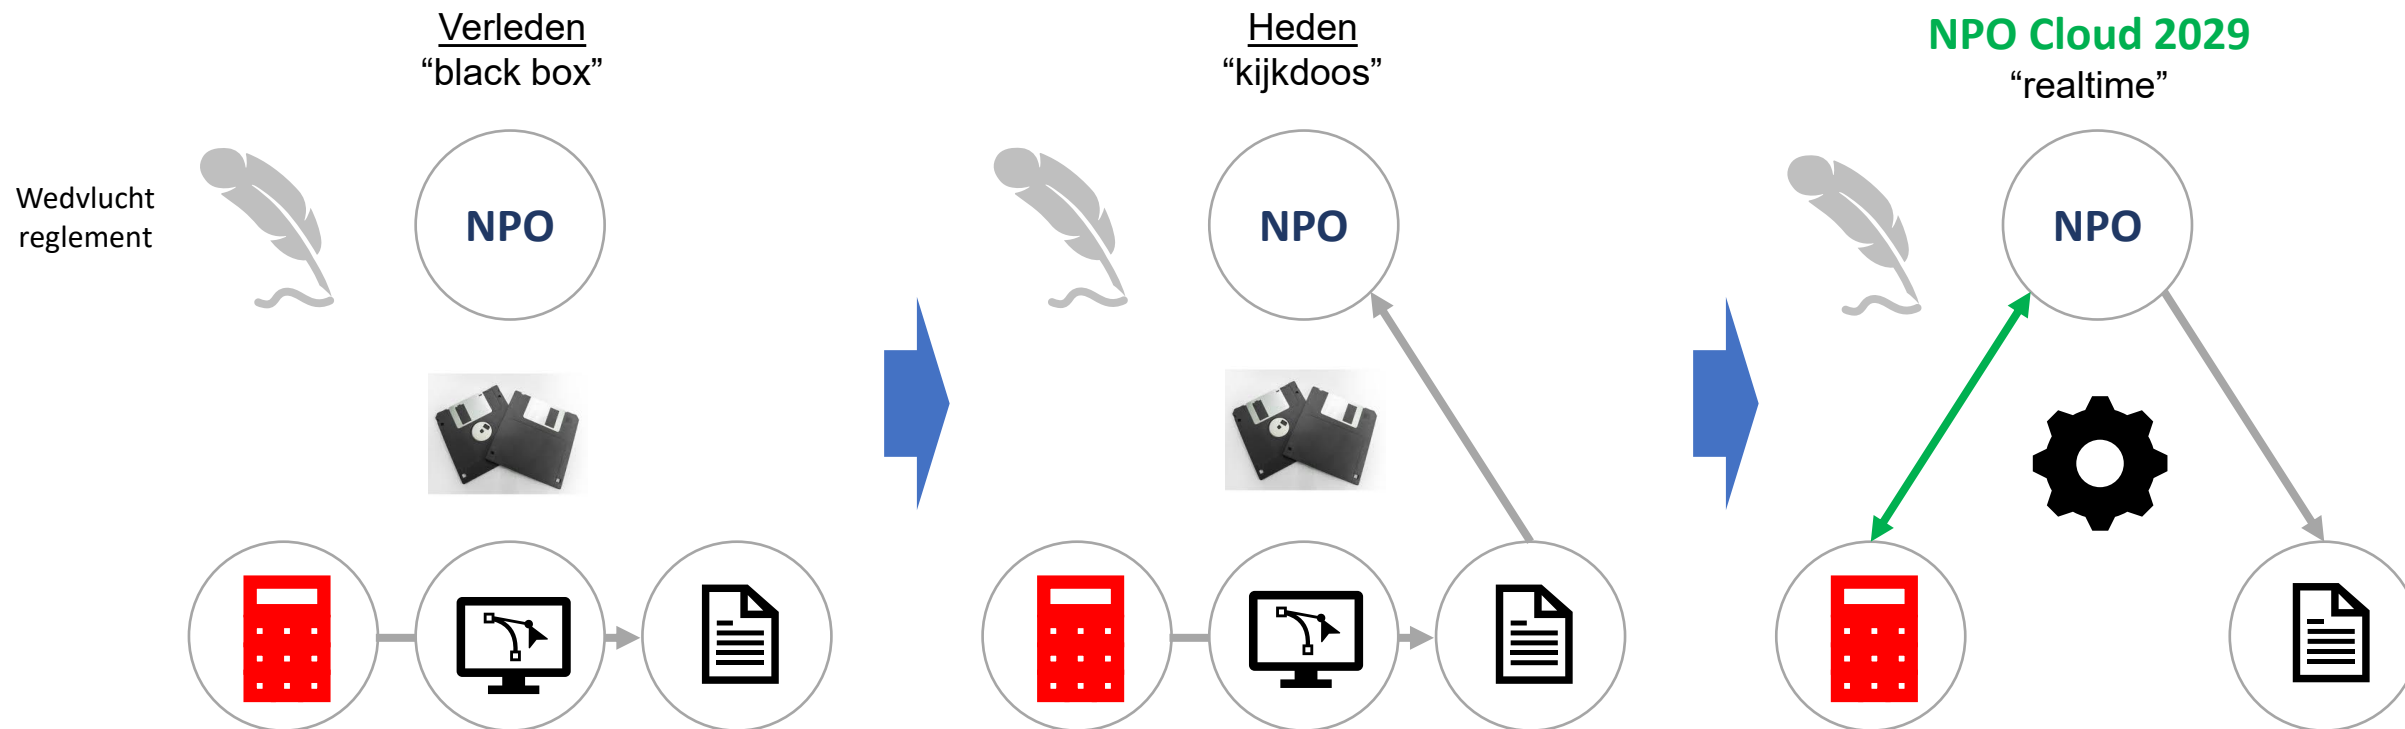 Verleden
“black box”
Heden
“kijkdoos”
NPO Cloud 2029
“realtime”
Wedvlucht
reglement
NPO
NPO
NPO